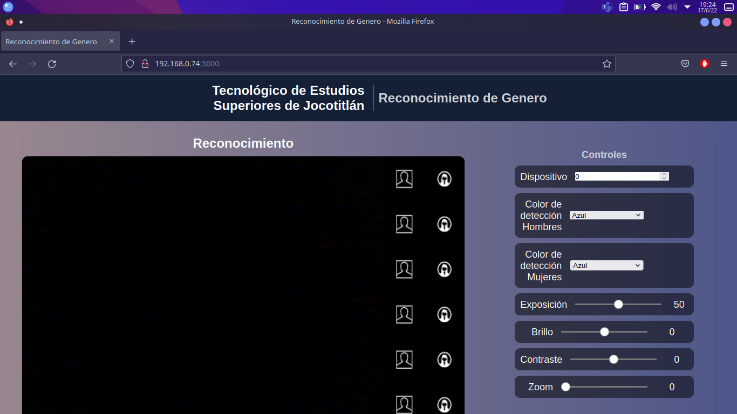 19:24
17/6/22
Reconocimiento de Genero - Mozilla Firefox
Reconocimiento de Genero
192.168.0.74:5000
Tecnológico de Estudios
Superiores de Jocotitlán
Reconocimiento de Genero
Reconocimiento
Controles
Dispositivo 0
Color de
detección
Hombres
Azul
Color de
detección
Mujeres
Azul
Exposición 50
Brillo 0
Contraste 0
Zoom 0